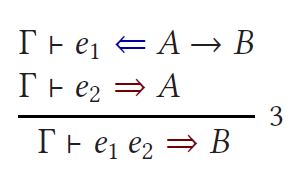 Γ ⊢ e₁ ⇐ A → B
Γ ⊢ e₂ ⇒ A
3
Γ ⊢ e₁ e₂ ⇒ B